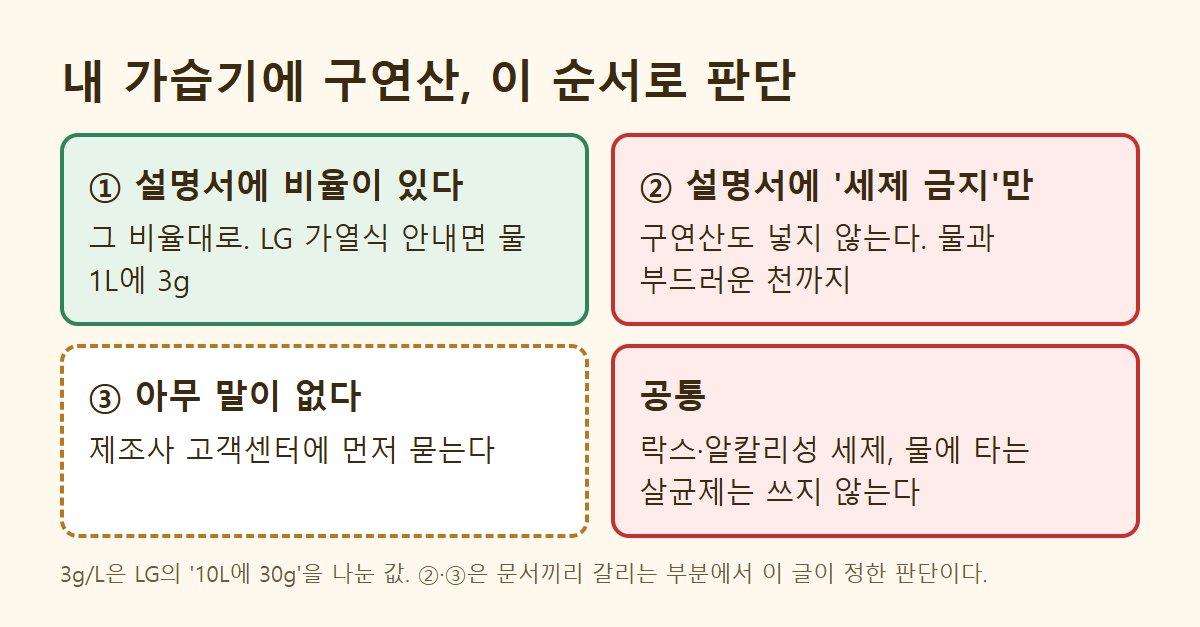 내 가습기에 구연산, 이 순서로 판단
① 설명서에 비율이 있다
그 비율대로. LG 가열식 안내면 물
1L에 3g
② 설명서에 '세제 금지'만
구연산도 넣지 않는다. 물과
부드러운 천까지
③ 아무 말이 없다
제조사 고객센터에 먼저 묻는다
공통
락스·알칼리성 세제, 물에 타는
살균제는 쓰지 않는다
3g/L은 LG의 '10L에 30g'을 나눈 값. ②·③은 문서끼리 갈리는 부분에서 이 글이 정한 판단이다.